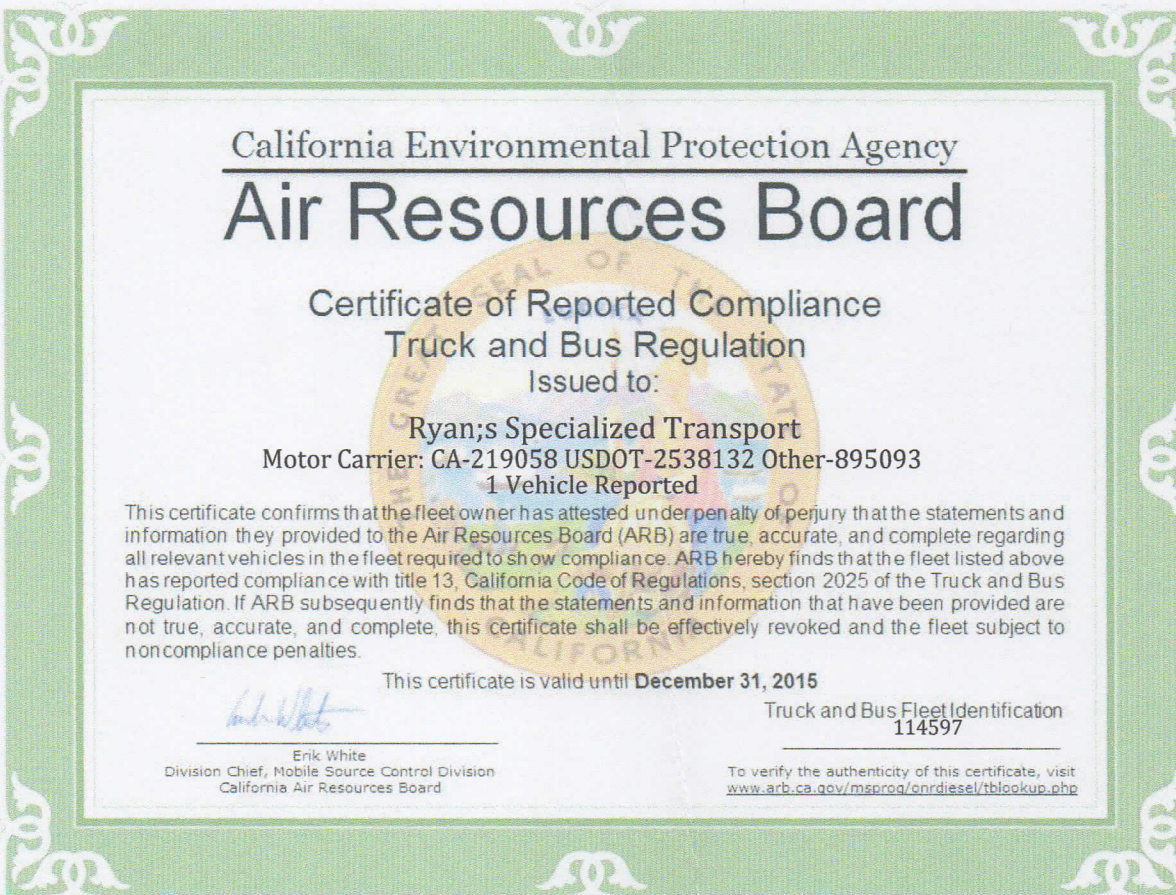 California Environmental Protection Agency
Air Resources Board
THE GREAT SEAL OF THE STATE OF CALIFORNIA
EUREKA
Certificate of Reported Compliance
Truck and Bus Regulation
Issued to:
Ryan;s Specialized Transport
Motor Carrier: CA-219058 USDOT-2538132 Other-895093
1 Vehicle Reported
This certificate confirms that the fleet owner has attested under penalty of perjury that the statements and
information they provided to the Air Resources Board (ARB) are true, accurate, and complete regarding
all relevant vehicles in the fleet required to show compliance. ARB hereby finds that the fleet listed above
has reported compliance with title 13, California Code of Regulations, section 2025 of the Truck and Bus
Regulation. If ARB subsequently finds that the statements and information that have been provided are
not true, accurate, and complete, this certificate shall be effectively revoked and the fleet subject to
noncompliance penalties.
This certificate is valid until December 31, 2015
Truck and Bus Fleet Identification
114597
Erik White
Division Chief, Mobile Source Control Division
California Air Resources Board
To verify the authenticity of this certificate, visit
www.arb.ca.gov/msprog/onrdiesel/tblookup.php